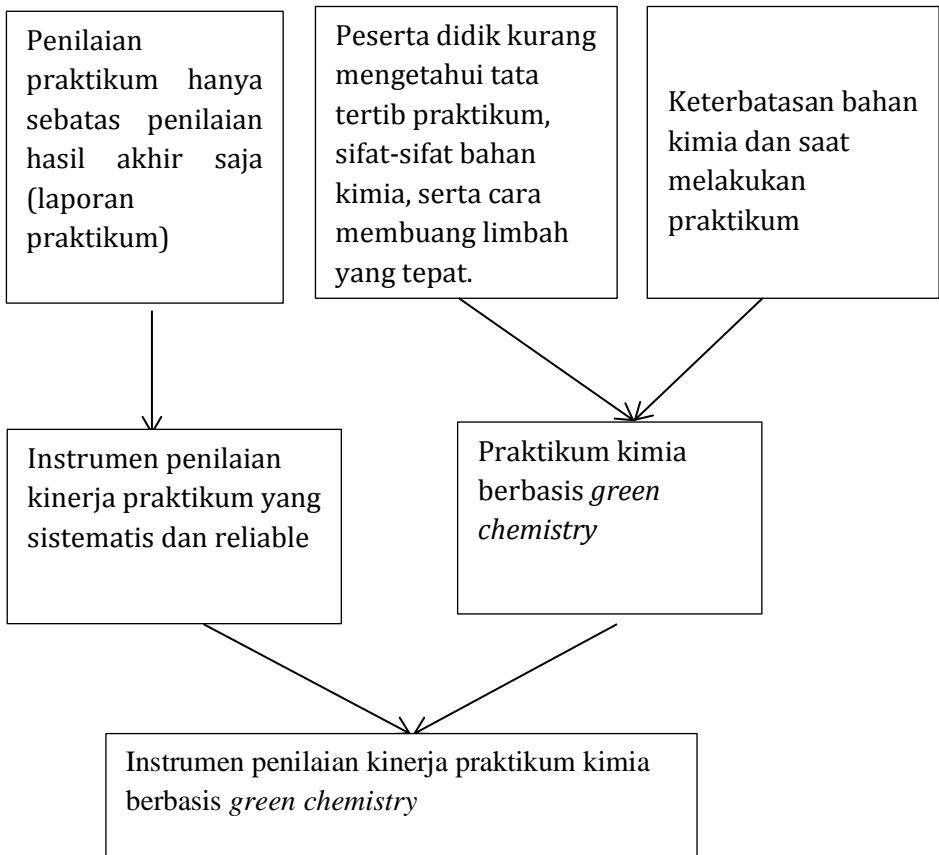 Penilaian
praktikum hanya
sebatas penilaian
hasil akhir saja
(laporan
praktikum)
Peserta didik kurang
mengetahui tata
tertib praktikum,
sifat-sifat bahan
kimia, serta cara
membuang limbah
yang tepat.
Keterbatasan bahan
kimia dan saat
melakukan
praktikum
Instrumen penilaian
kinerja praktikum yang
sistematis dan reliable
Praktikum kimia
berbasis green
chemistry
Instrumen penilaian kinerja praktikum kimia
berbasis green chemistry